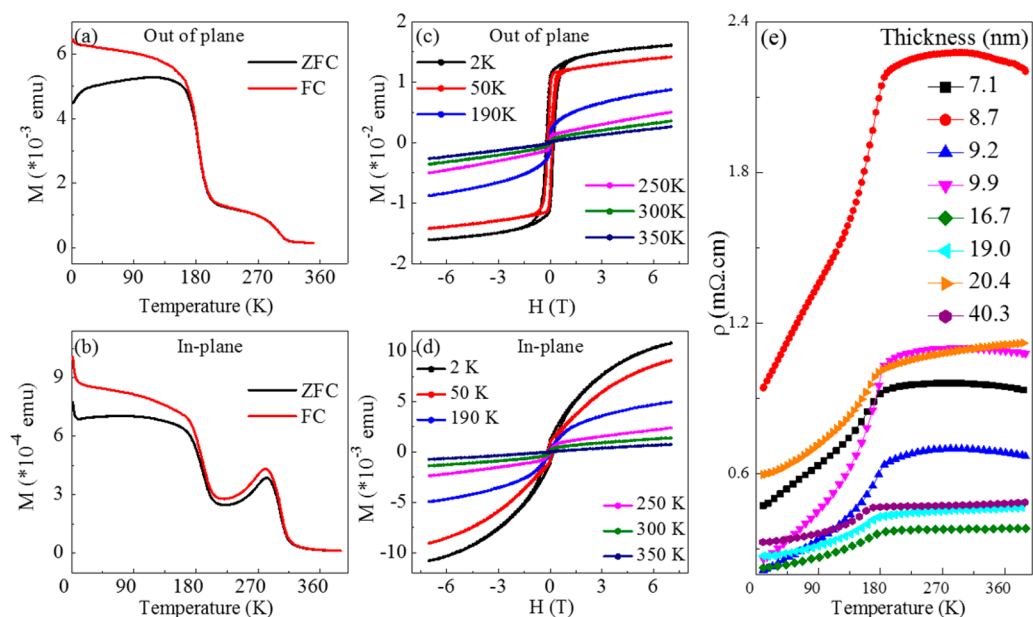 (a)
Out of plane
ZFC
FC
M (*10⁻³ emu)
6
3
0
0 90 180 270 360
Temperature (K)
(b)
In-plane
ZFC
FC
M (*10⁻⁴ emu)
9
6
3
0
0 90 180 270 360
Temperature (K)
(c)
Out of plane
2K
50K
190K
250K
300K
350K
M (*10⁻² emu)
2
1
0
-1
-2
-6 -3 0 3 6
H (T)
(d)
In-plane
2 K
50 K
190 K
250 K
300 K
350 K
M (*10⁻³ emu)
10
5
0
-5
-10
-6 -3 0 3 6
H (T)
(e)
Thickness (nm)
7.1
8.7
9.2
9.9
16.7
19.0
20.4
40.3
ρ (mΩ.cm)
2.4
1.8
1.2
0.6
0 90 180 270 360
Temperature (K)